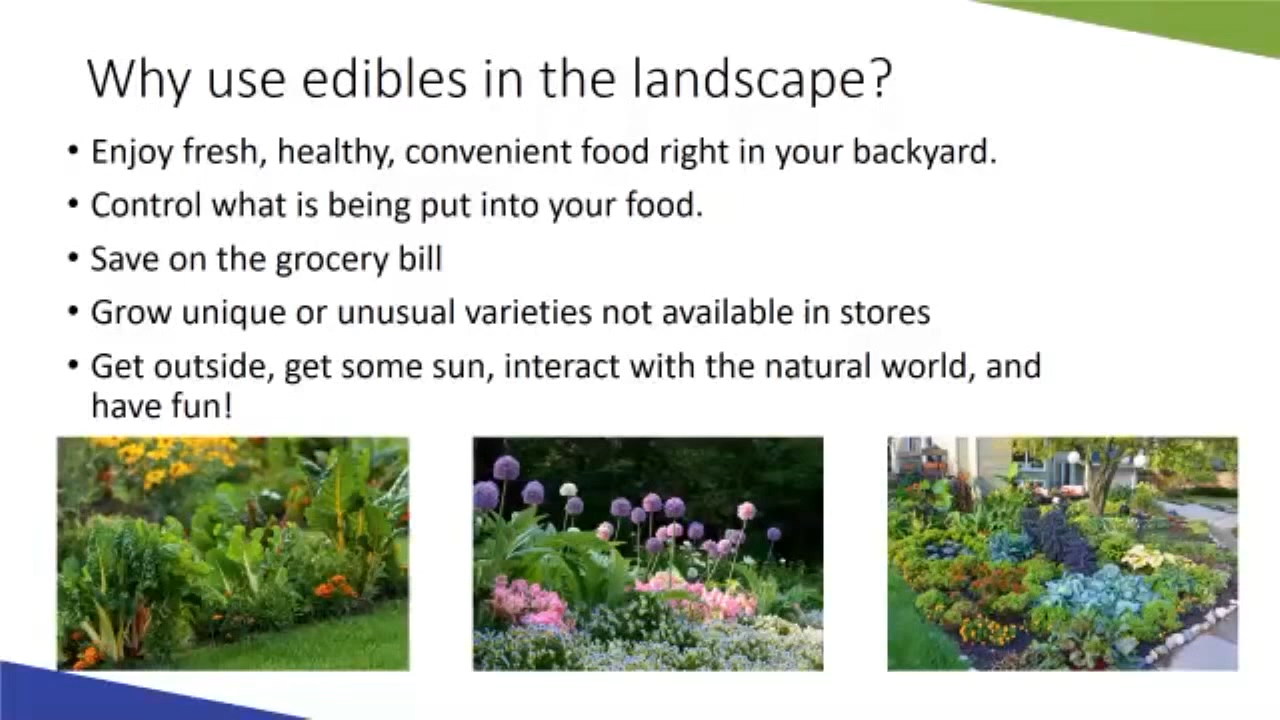 Why use edibles in the landscape?
• Enjoy fresh, healthy, convenient food right in your backyard.
• Control what is being put into your food.
• Save on the grocery bill
• Grow unique or unusual varieties not available in stores
• Get outside, get some sun, interact with the natural world, and
have fun!